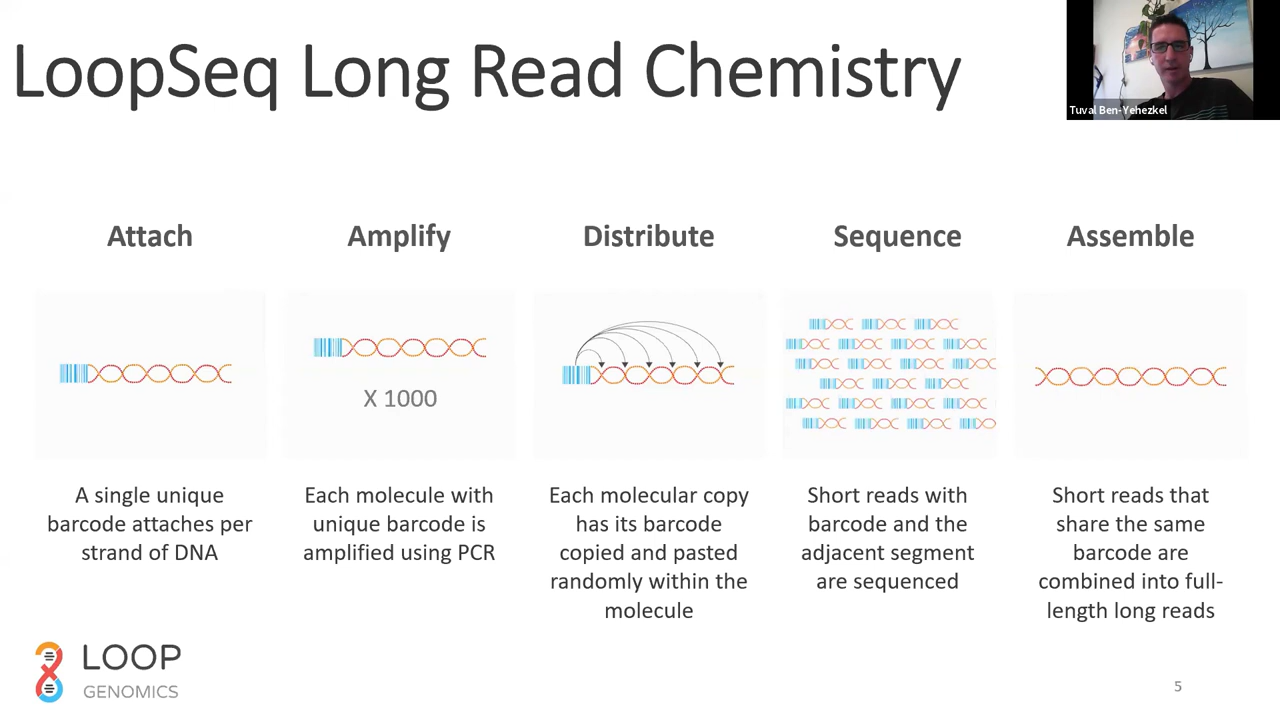 LoopSeq Long Read Chemistry
Tuval Ben-Yehezkel
Attach
Amplify
Distribute
Sequence
Assemble
X 1000
A single unique
barcode attaches per
strand of DNA
Each molecule with
unique barcode is
amplified using PCR
Each molecular copy
has its barcode
copied and pasted
randomly within the
molecule
Short reads with
barcode and the
adjacent segment
are sequenced
Short reads that
share the same
barcode are
combined into full-
length long reads
LOOP
GENOMICS
5